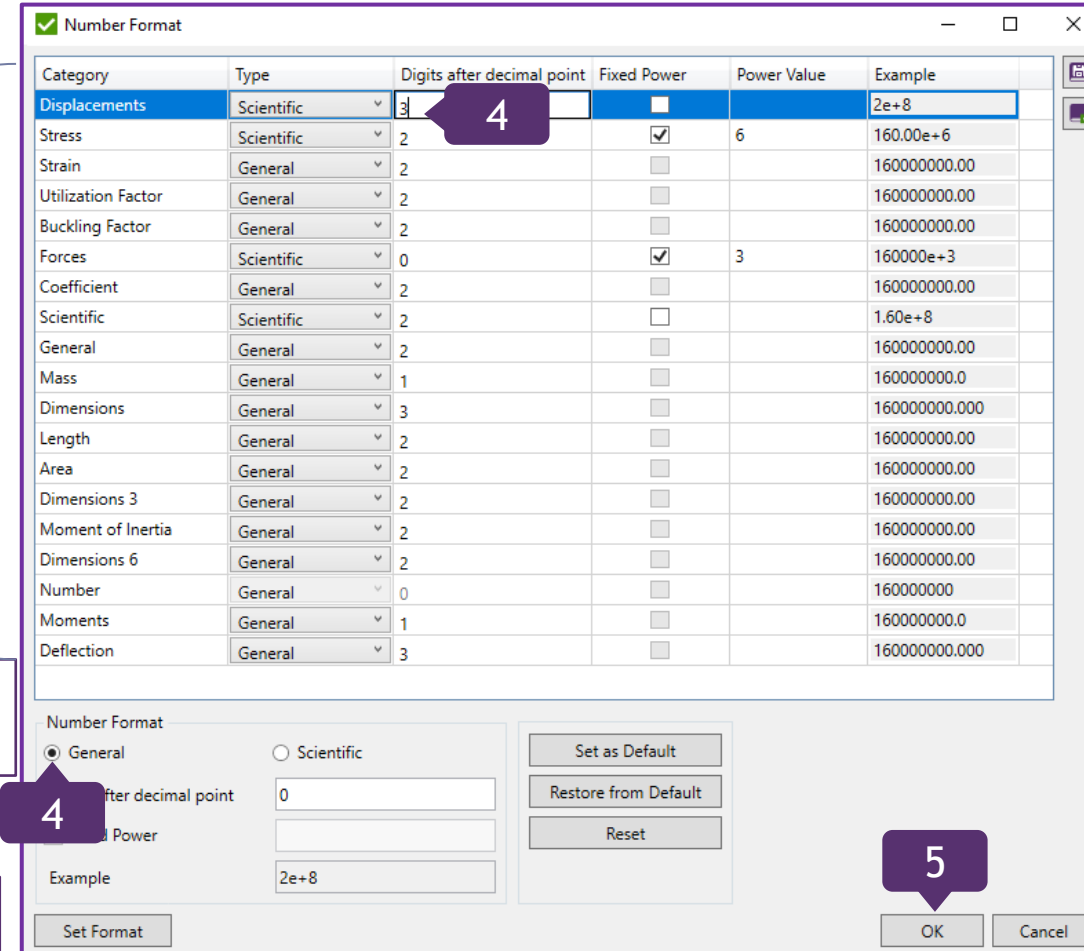 Number Format
Category Type Digits after decimal point Fixed Power Power Value Example
Displacements Scientific 3 2e+8
4
Stress Scientific 2 6 160.00e+6
Strain General 2 160000000.00
Utilization Factor General 2 160000000.00
Buckling Factor General 2 160000000.00
Forces Scientific 0 3 160000e+3
Coefficient General 2 160000000.00
Scientific Scientific 2 1.60e+8
General General 2 160000000.00
Mass General 1 160000000.0
Dimensions General 3 160000000.000
Length General 2 160000000.00
Area General 2 160000000.00
Dimensions 3 General 2 160000000.00
Moment of Inertia General 2 160000000.00
Dimensions 6 General 2 160000000.00
Number General 0 160000000
Moments General 1 160000000.0
Deflection General 3 160000000.000
Number Format
General Scientific Set as Default
after decimal point 0 Restore from Default
4
Power Reset
5
Example 2e+8
Set Format OK Cancel